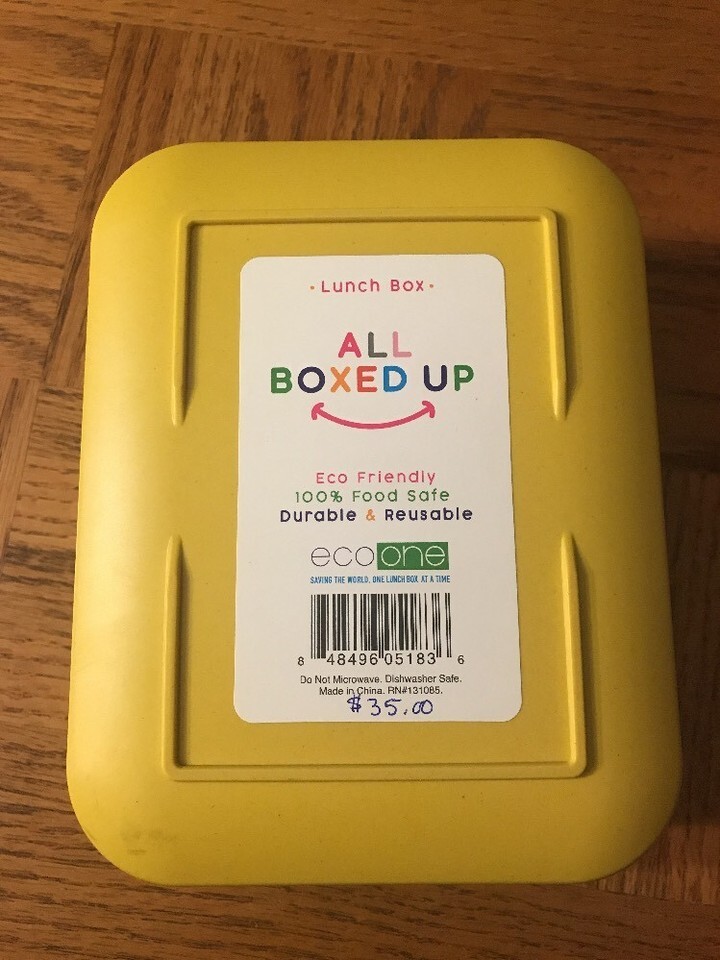 • Lunch Box •
ALL
BOXED UP
Eco Friendly
100% Food Safe
Durable & Reusable
ecoone
SAVING THE WORLD, ONE LUNCH BOX AT A TIME
8 48496 05183 6
Do Not Microwave. Dishwasher Safe.
Made in China. RN#131085.
$35.00